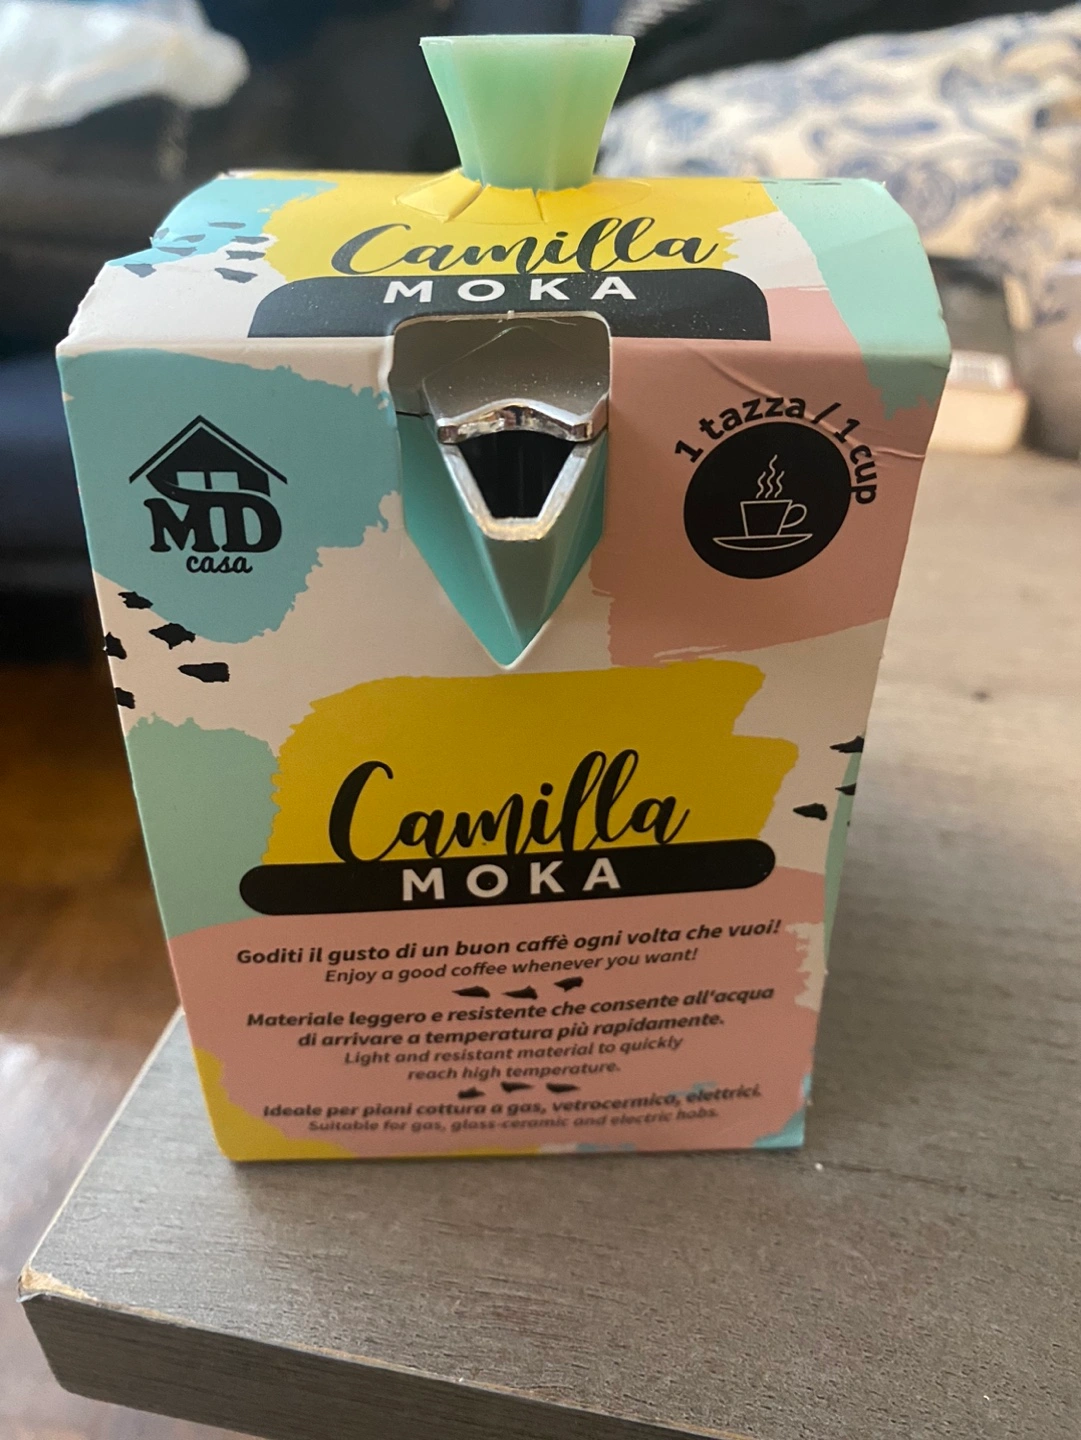 Camilla
MOKA
MD
casa
1 tazza / 1 cup
Camilla
MOKA
Goditi il gusto di un buon caffè ogni volta che vuoi!
Enjoy a good coffee whenever you want!
Materiale leggero e resistente che consente all'acqua
di arrivare a temperatura più rapidamente.
Light and resistant material to quickly
reach high temperature.
Ideale per piani cottura a gas, vetrocermica, elettrici.
Suitable for gas, glass-ceramic and electric hobs.